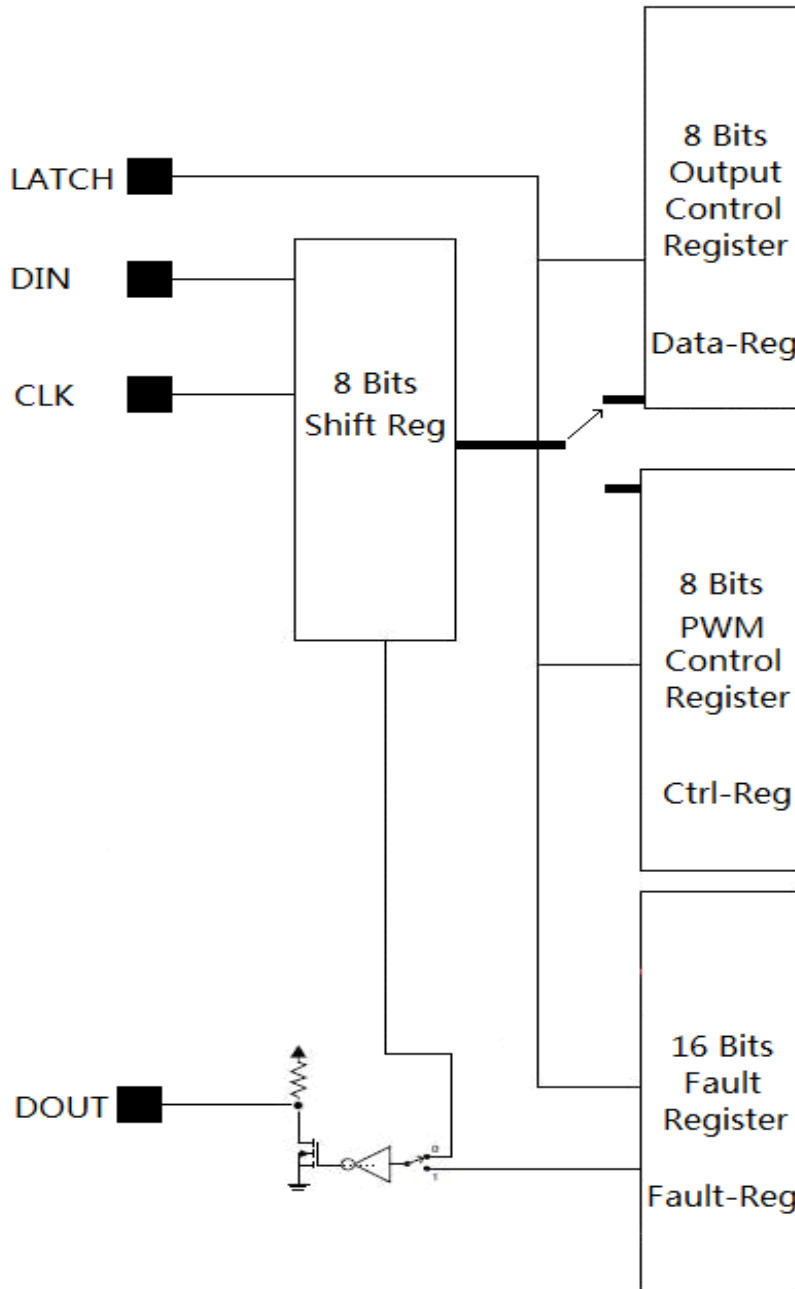 8 Bits
Output
Control
Register
Data-Reg
LATCH
DIN
CLK
8 Bits
Shift Reg
8 Bits
PWM
Control
Register
Ctrl-Reg
16 Bits
Fault
Register
Fault-Reg
DOUT
0
1